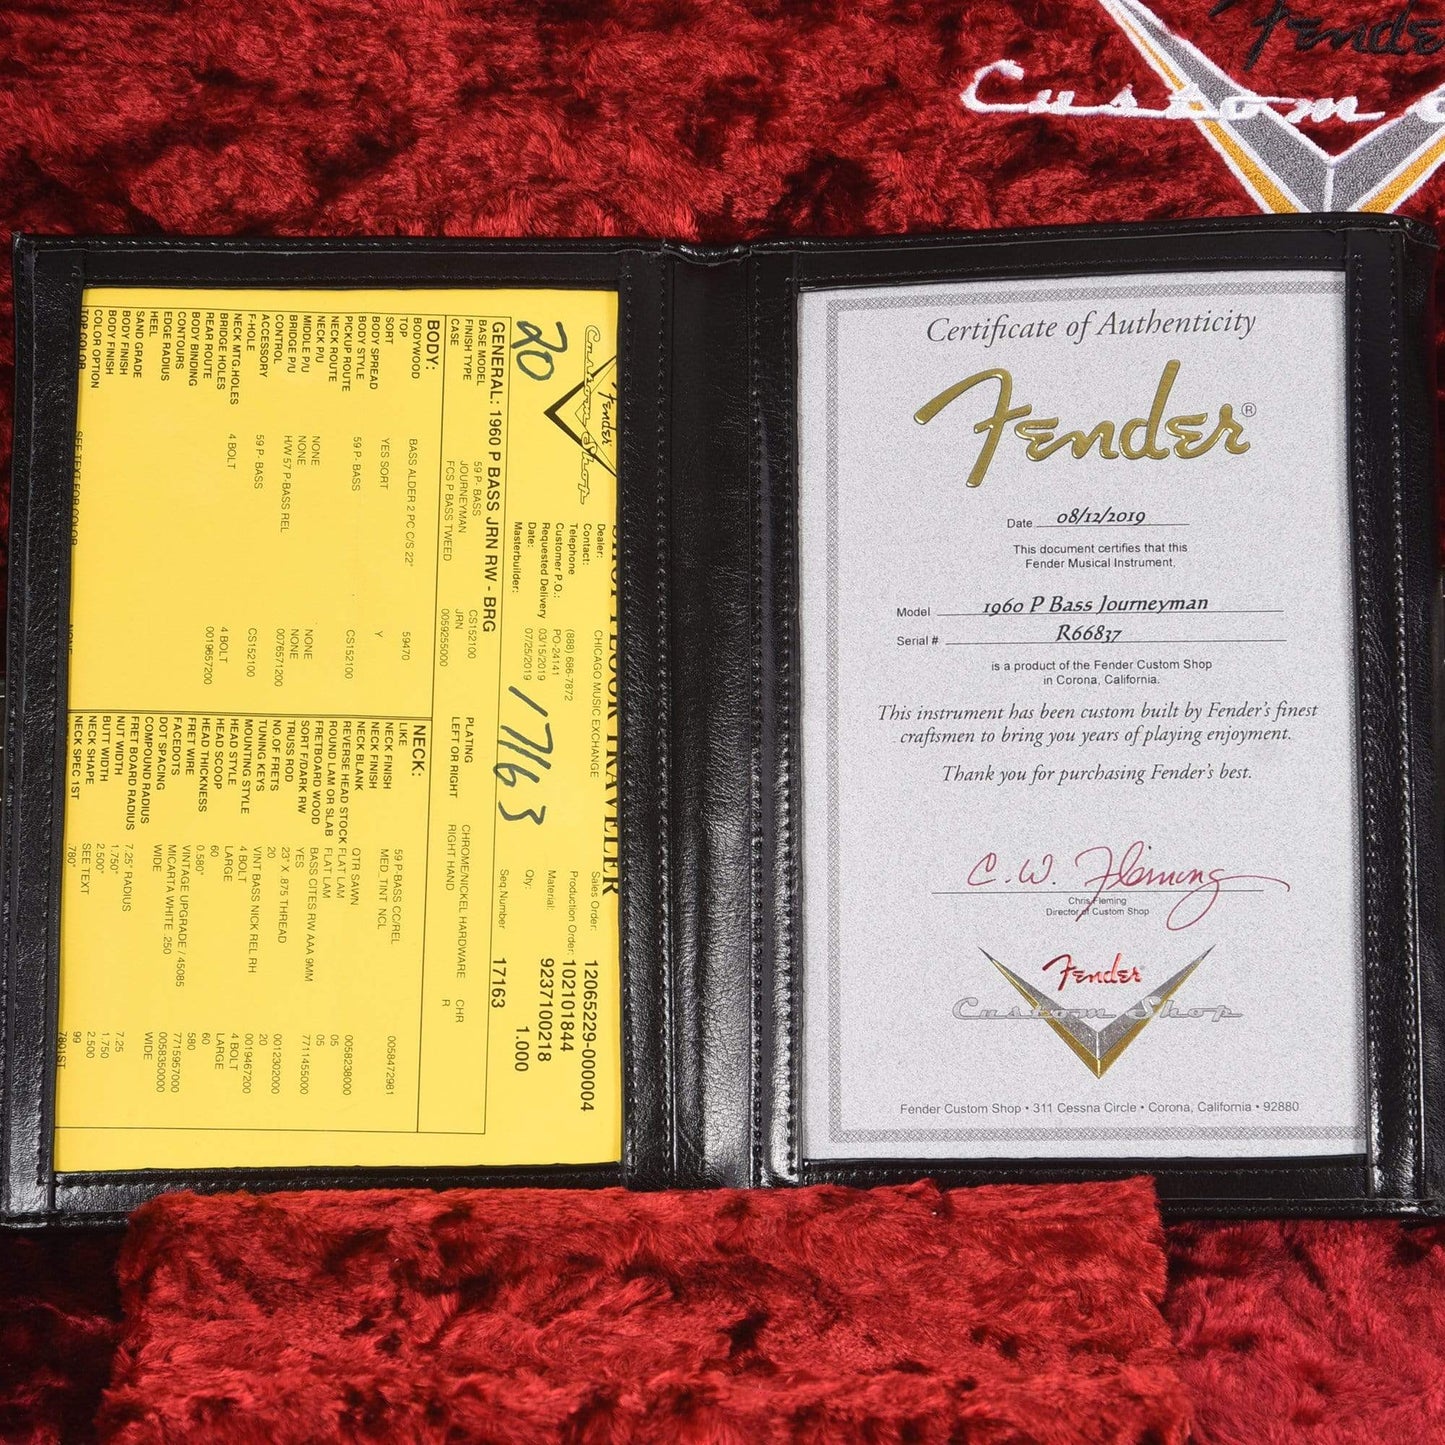 Fender
Custom
Custom Shop
Fender
SHOP FLOOR TRAVELER
20
17163
Dealer: CHICAGO MUSIC EXCHANGE
Contact:
Telephone (888) 686-7872
Customer P.O.: PO-24141
Requested Delivery 03/15/2019
Date: 07/25/2019
Masterbuilder:
Sales Order: 12065229-000004
Production Order: 102101844
Material: 9237100218
Qty: 1.000
Seq.Number 17163
GENERAL: 1960 P BASS JRN RW - BRG
BASE MODEL 59 P- BASS CS152100
FINISH TYPE JOURNEYMAN JRN
CASE FCS P BASS TWEED 0059255000
PLATING CHROME/NICKEL HARDWARE CHR
LEFT OR RIGHT RIGHT HAND R
BODY:
BODYWOOD BASS ALDER 2 PC C/S 22" 59470
TOP
SORT YES SORT Y
BODY SPREAD
BODY STYLE 59 P- BASS CS152100
PICKUP ROUTE
NECK ROUTE
NECK P/U NONE NONE
MIDDLE P/U NONE NONE
BRIDGE P/U H/W 57 P-BASS REL 0076571200
CONTROL
ACCESSORY 59 P- BASS CS152100
F-HOLE
NECK MTG.HOLES 4 BOLT 4 BOLT
BRIDGE HOLES 0019657200
REAR ROUTE
BODY BINDING
CONTOURS
EDGE RADIUS
HEEL
SAND GRADE
BODY FINISH
BODY FINISH
COLOR OPTION
TOP COLOR SEE TEXT FOR COLOR NONE
NECK:
LIKE 59 P-BASS CC/REL 0058472981
NECK FINISH MED. TINT NCL
NECK FINISH
NECK BLANK QTR SAWN 0058238000
REVERSE HEAD STOCK FLAT LAM 05
ROUND LAM OR SLAB FLAT LAM 05
FRETBOARD WOOD BASS CITES RW AAA 9MM 7711455000
SORT F/DARK RW YES
TRUSS ROD 23" X .875 THREAD 0012302000
NO.OF FRETS 20 20
TUNING KEYS VINT BASS NICK REL RH 0019467200
MOUNTING STYLE 4 BOLT 4 BOLT
HEAD STYLE LARGE LARGE
HEAD SCOOP 60 60
HEAD THICKNESS 0.580" 580
FRET WIRE VINTAGE UPGRADE / 45085 7715957000
FACEDOTS MICARTA WHITE .250 0058350000
DOT SPACING WIDE WIDE
COMPOUND RADIUS
FRET BOARD RADIUS 7.25" RADIUS 7.25
NUT WIDTH 1.750" 1.750
BUTT WIDTH 2.500" 2.500
NECK SHAPE SEE TEXT 99
NECK SPEC 1ST .780" 7801ST
Certificate of Authenticity
Fender®
Date 08/12/2019
This document certifies that this
Fender Musical Instrument,
Model 1960 P Bass Journeyman
Serial # R66837
is a product of the Fender Custom Shop
in Corona, California.
This instrument has been custom built by Fender's finest
craftsmen to bring you years of playing enjoyment.
Thank you for purchasing Fender's best.
C.W. Fleming
Chris Fleming
Director of Custom Shop
Fender
Custom Shop
Fender Custom Shop • 311 Cessna Circle • Corona, California • 92880